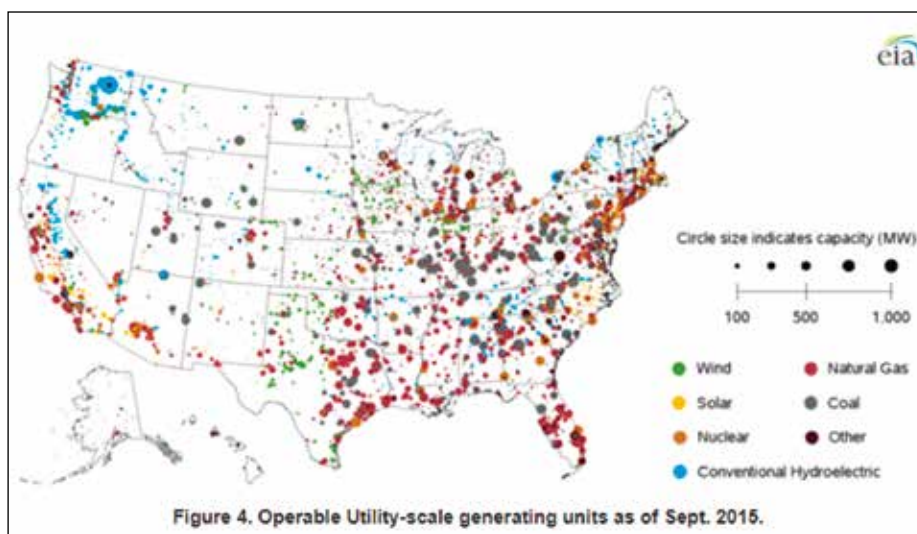 eia
Circle size indicates capacity (MW)
100 500 1,000
Wind Natural Gas
Solar Coal
Nuclear Other
Conventional Hydroelectric
Figure 4. Operable Utility-scale generating units as of Sept. 2015.